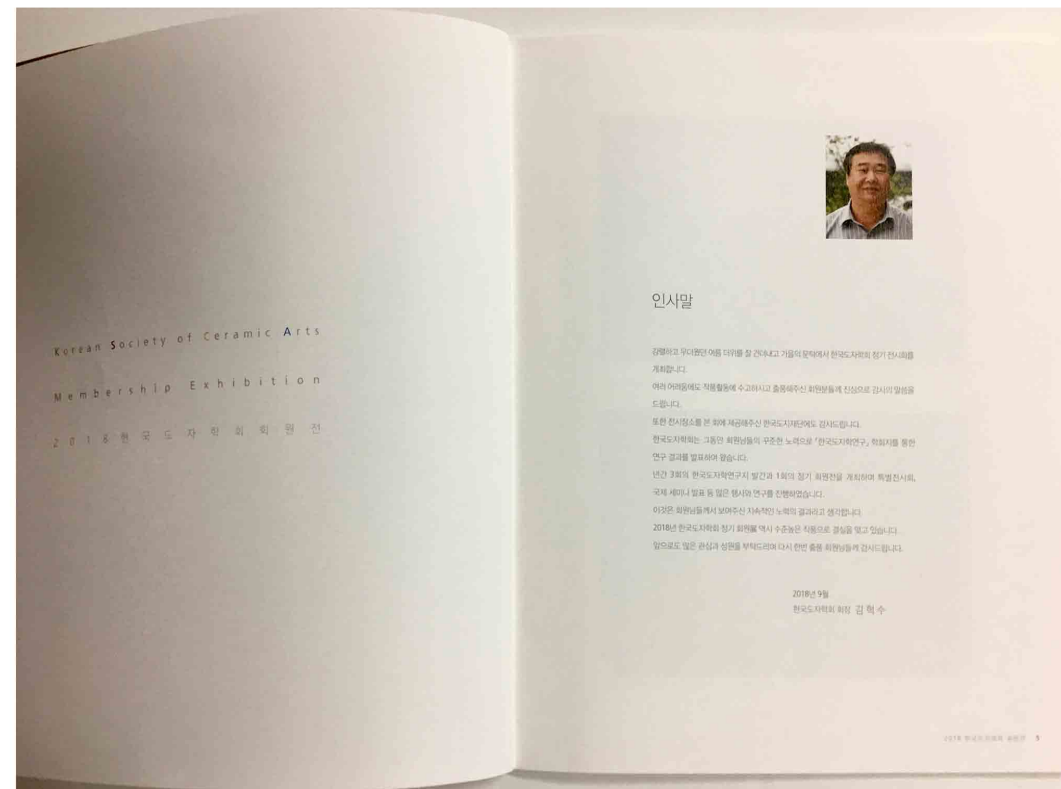 Korean Society of Ceramic Arts
Membership Exhibition
2018 현국도자학회회원전
인사말
강렬하고 무더웠던 여름 더위를 잘 견뎌내고 가을의 문턱에서 한국도자학회 정기 전시회를
개최합니다.
여러 어려움에도 작품활동에 수고하시고 출품해주신 회원분들께 진심으로 감사의 말씀을
드립니다.
또한 전시장소를 본 회에 제공해주신 한국도자재단에도 감사드립니다.
한국도자학회는 그동안 회원님들의 꾸준한 노력으로 「한국도자학연구」 학회지를 통한
연구 결과를 발표하여 왔습니다.
년간 3회의 한국도자학연구지 발간과 1회의 정기 회원전을 개최하며 특별전시회,
국제 세미나 발표 등 많은 행사와 연구를 진행하였습니다.
이것은 회원님들께서 보여주신 지속적인 노력의 결과라고 생각합니다.
2018년 한국도자학회 정기 회원展 역시 수준높은 작품으로 결실을 맺고 있습니다.
앞으로도 많은 관심과 성원을 부탁드리며 다시 한번 출품 회원님들께 감사드립니다.
2018년 9월
한국도자학회 회장 김혁수
2018 한국도자학회 회원전 5